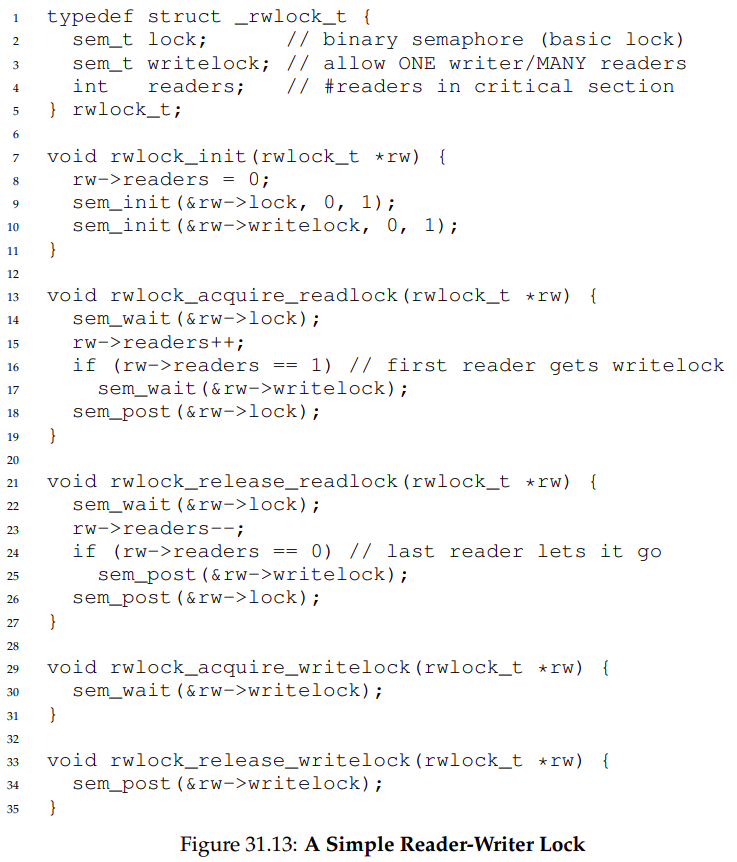 1 typedef struct _rwlock_t {
2 sem_t lock; // binary semaphore (basic lock)
3 sem_t writelock; // allow ONE writer/MANY readers
4 int readers; // #readers in critical section
5 } rwlock_t;
6
7 void rwlock_init(rwlock_t *rw) {
8 rw->readers = 0;
9 sem_init(&rw->lock, 0, 1);
10 sem_init(&rw->writelock, 0, 1);
11 }
12
13 void rwlock_acquire_readlock(rwlock_t *rw) {
14 sem_wait(&rw->lock);
15 rw->readers++;
16 if (rw->readers == 1) // first reader gets writelock
17 sem_wait(&rw->writelock);
18 sem_post(&rw->lock);
19 }
20
21 void rwlock_release_readlock(rwlock_t *rw) {
22 sem_wait(&rw->lock);
23 rw->readers--;
24 if (rw->readers == 0) // last reader lets it go
25 sem_post(&rw->writelock);
26 sem_post(&rw->lock);
27 }
28
29 void rwlock_acquire_writelock(rwlock_t *rw) {
30 sem_wait(&rw->writelock);
31 }
32
33 void rwlock_release_writelock(rwlock_t *rw) {
34 sem_post(&rw->writelock);
35 }
Figure 31.13: A Simple Reader-Writer Lock